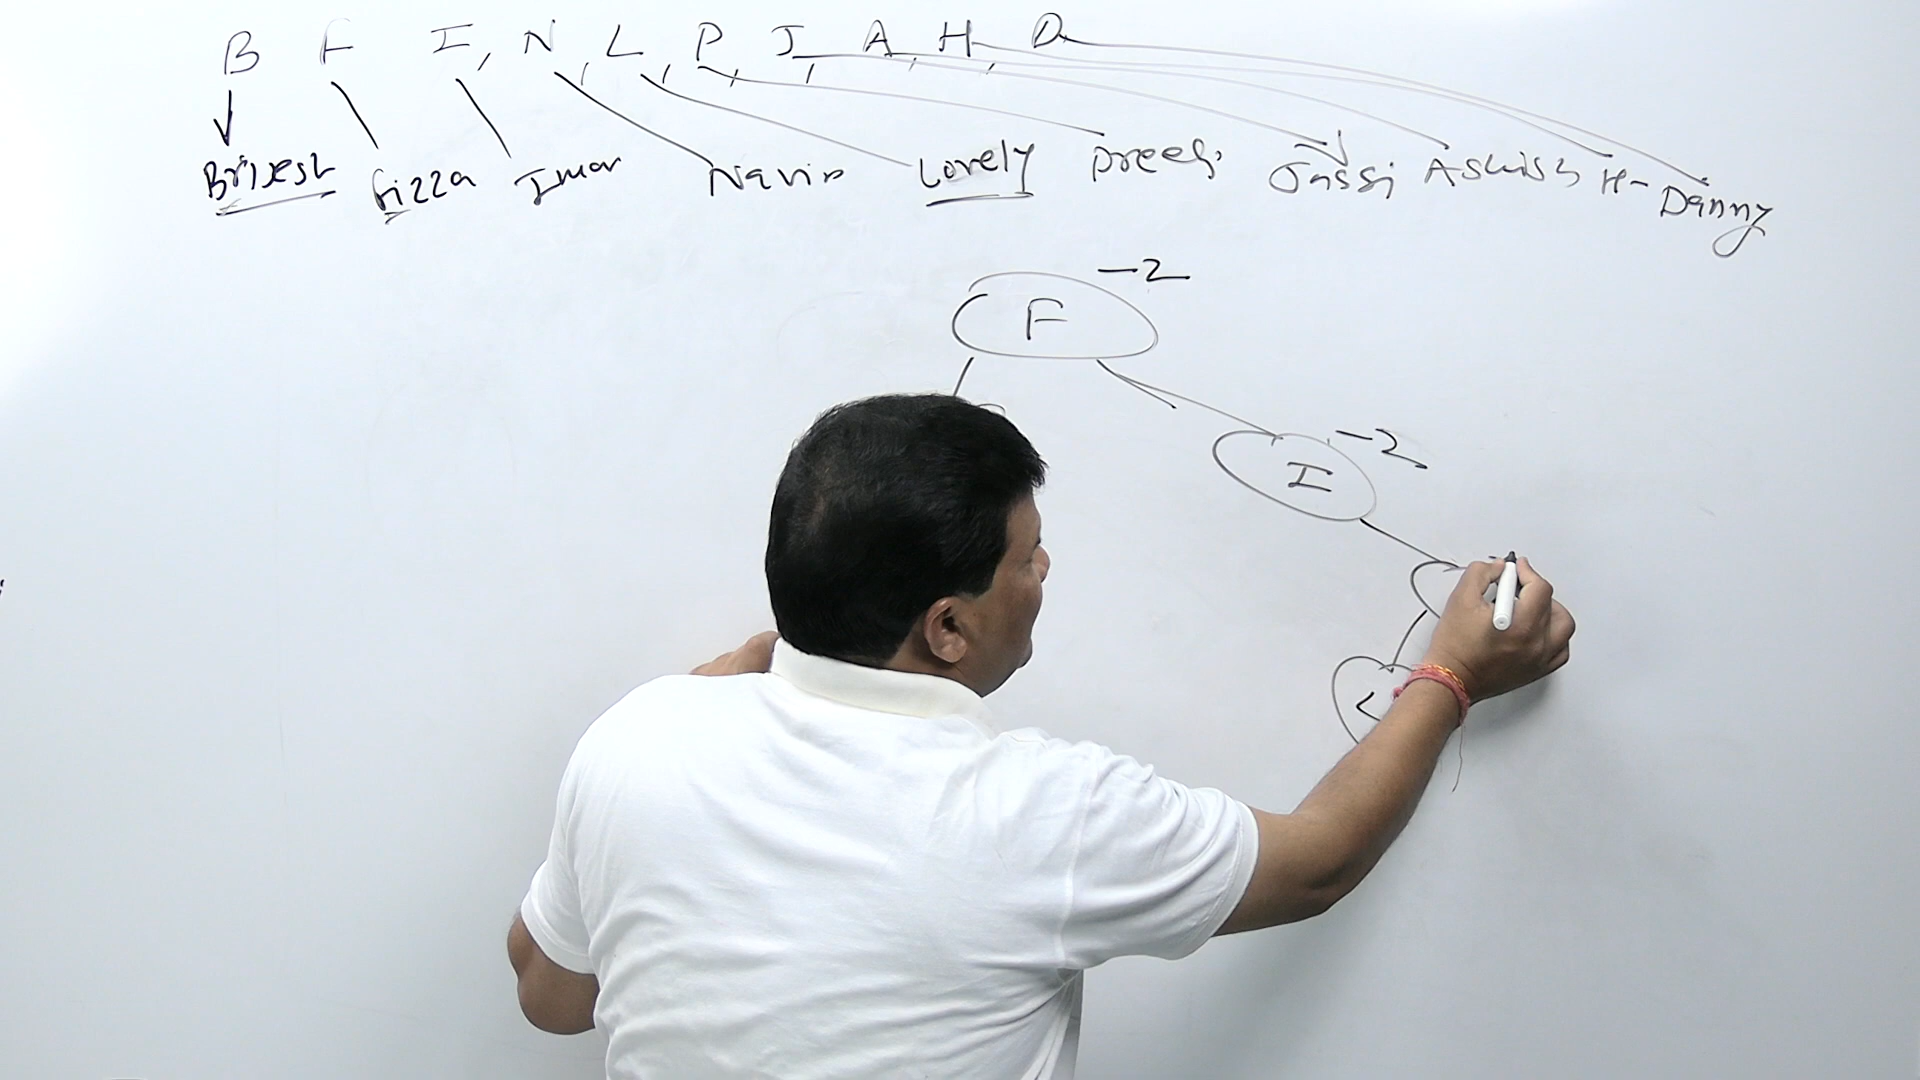 B F I, N, L, P, J, A, H, D
Brijesh fizza Imar Navin Lovely preeti Jassi Ashish H- Danny
-2
F
-2
I
L